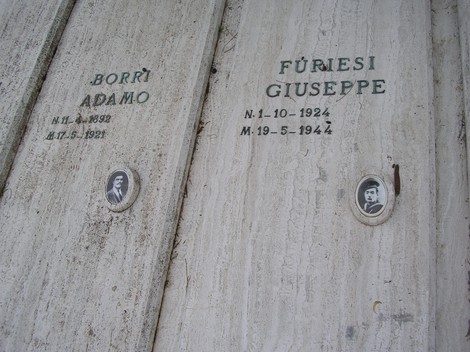 BORRI
ADAMO
N. 11-4-1892
M. 17-5-1921
FURIESI
GIUSEPPE
N. 1-10-1924
M. 19-5-1944